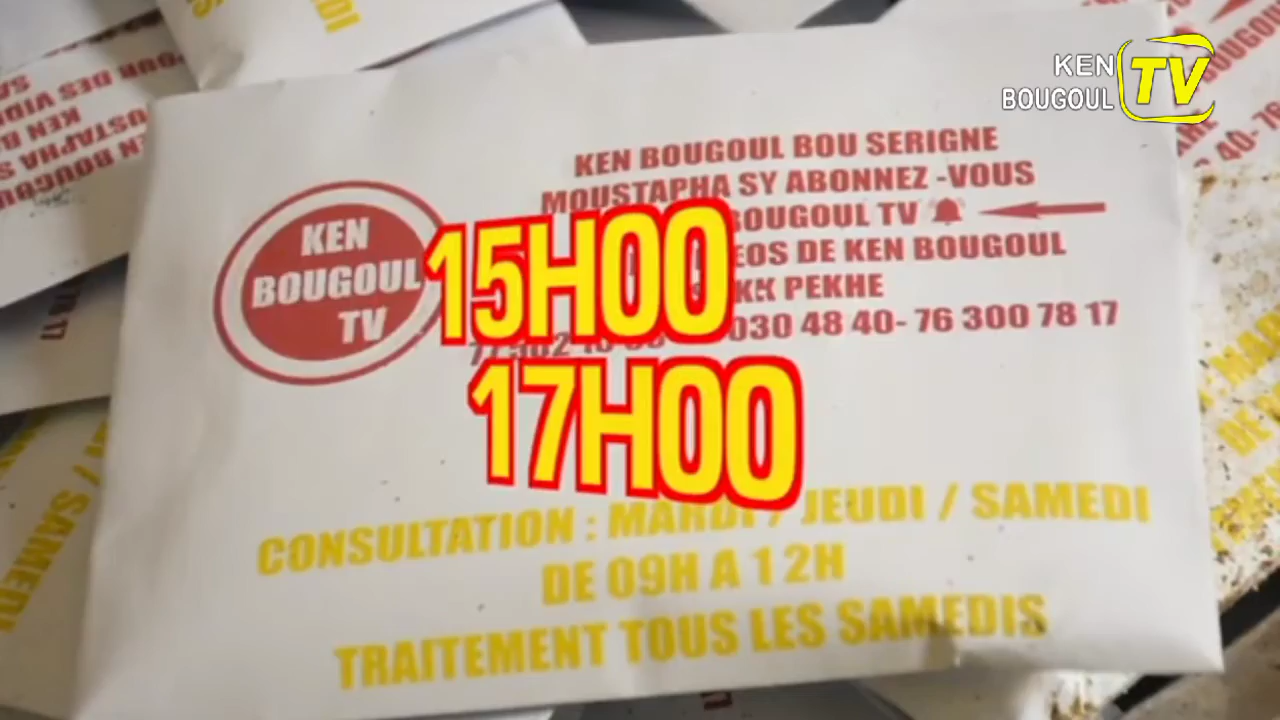 KEN
BOUGOUL
TV
KEN BOUGOUL BOU SERIGNE
MOUSTAPHA SY ABONNEZ -VOUS
BOUGOUL TV
DE KEN BOUGOUL
PEKHE
48 40- 76 300 78 17
KEN
BOUGOUL
TV
15H00
17H00
CONSULTATION : MARDI / JEUDI / SAMEDI
DE 09H A 12H
TRAITEMENT TOUS LES SAMEDIS